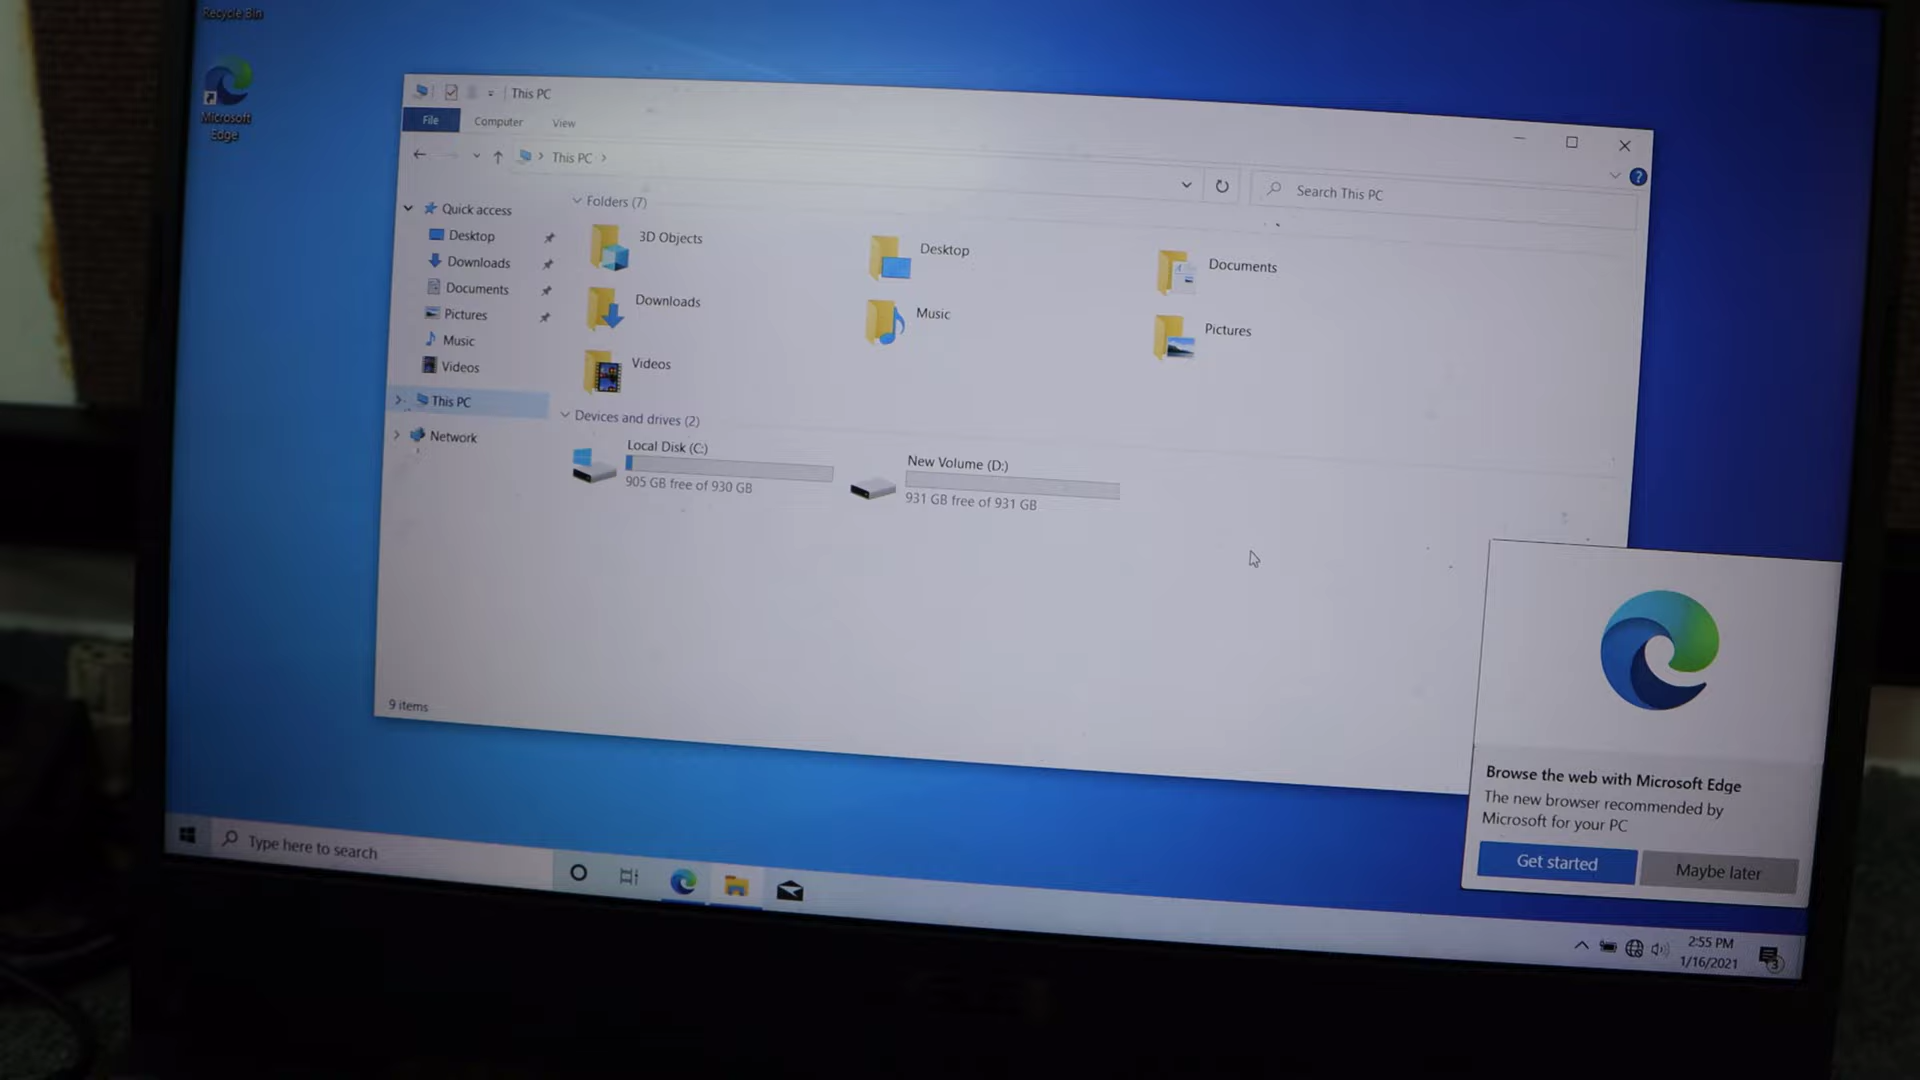 Recycle Bin
Microsoft
Edge
This PC
File Computer View
This PC
Search This PC
Quick access
Desktop
Downloads
Documents
Pictures
Music
Videos
This PC
Network
Folders (7)
3D Objects
Desktop
Documents
Downloads
Music
Pictures
Videos
Devices and drives (2)
Local Disk (C:)
905 GB free of 930 GB
New Volume (D:)
931 GB free of 931 GB
9 items
Browse the web with Microsoft Edge
The new browser recommended by
Microsoft for your PC
Get started
Maybe later
Type here to search
2:55 PM
1/16/2021
3